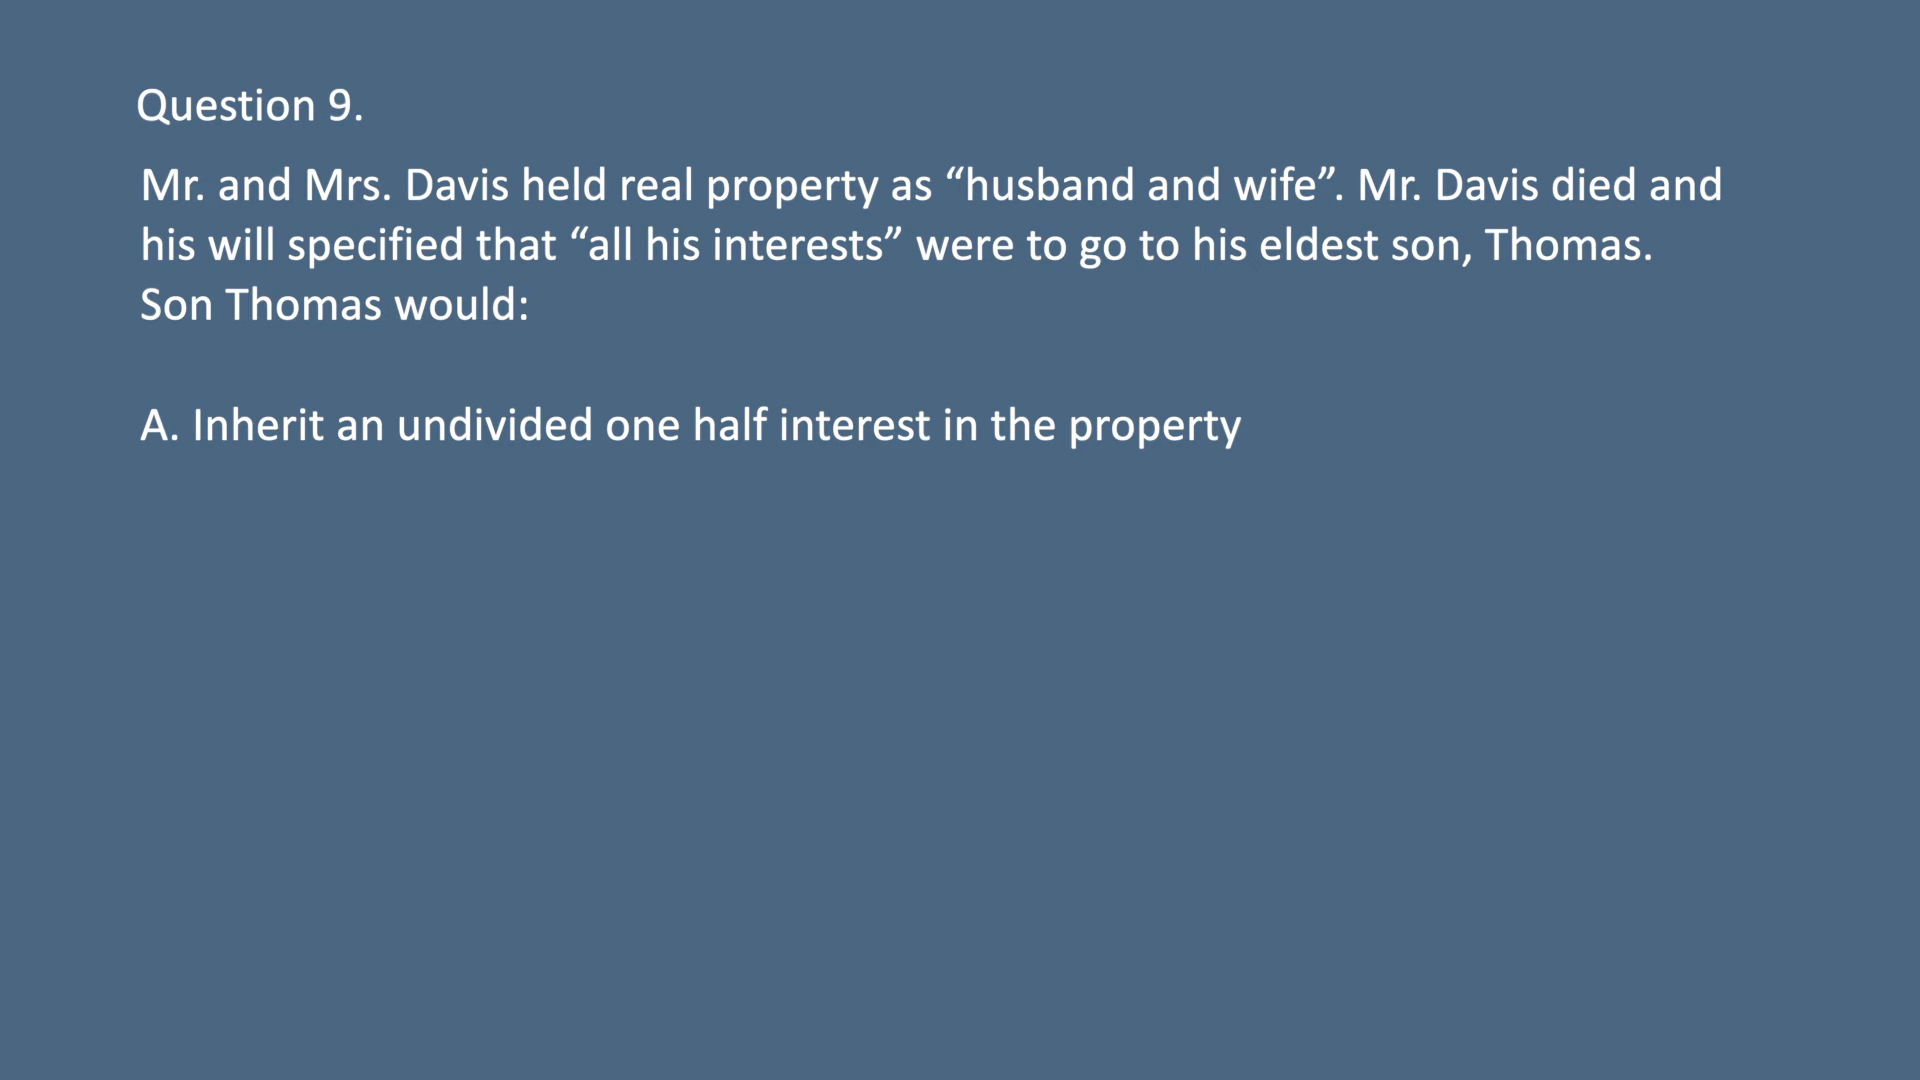 Question 9.
Mr. and Mrs. Davis held real property as “husband and wife”. Mr. Davis died and
his will specified that “all his interests” were to go to his eldest son, Thomas.
Son Thomas would:
A. Inherit an undivided one half interest in the property